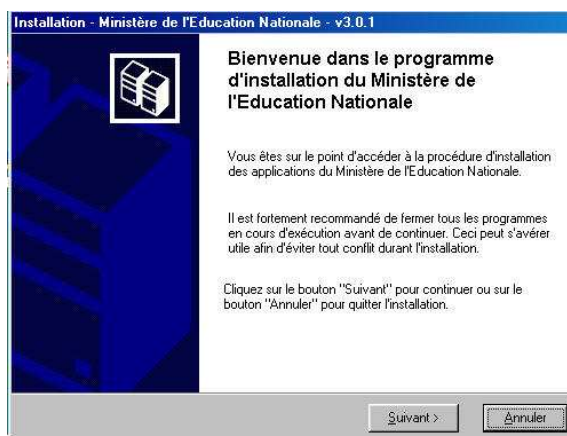 Installation - Ministère de l'Education Nationale - v3.0.1
Bienvenue dans le programme
d'installation du Ministère de
l'Education Nationale
Vous êtes sur le point d'accéder à la procédure d'installation
des applications du Ministère de l'Education Nationale.
Il est fortement recommandé de fermer tous les programmes
en cours d'exécution avant de continuer. Ceci peut s'avérer
utile afin d'éviter tout conflit durant l'installation.
Cliquez sur le bouton "Suivant" pour continuer ou sur le
bouton "Annuler" pour quitter l'installation.
Suivant > Annuler